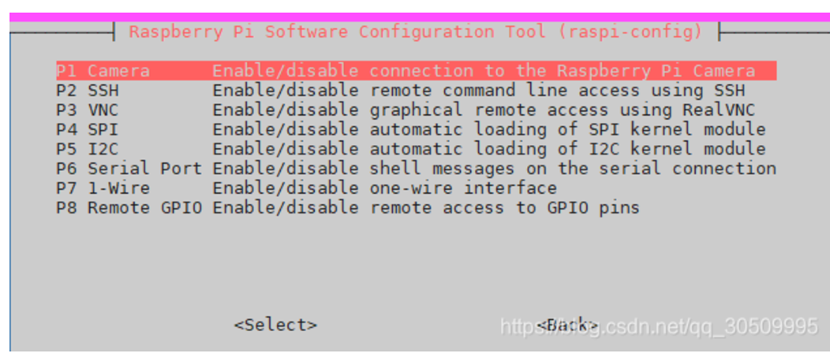 Raspberry Pi Software Configuration Tool (raspi-config)
P1 Camera Enable/disable connection to the Raspberry Pi Camera
P2 SSH Enable/disable remote command line access using SSH
P3 VNC Enable/disable graphical remote access using RealVNC
P4 SPI Enable/disable automatic loading of SPI kernel module
P5 I2C Enable/disable automatic loading of I2C kernel module
P6 Serial Port Enable/disable shell messages on the serial connection
P7 1-Wire Enable/disable one-wire interface
P8 Remote GPIO Enable/disable remote access to GPIO pins
<Select> <Back>
https://blog.csdn.net/qq_30509995